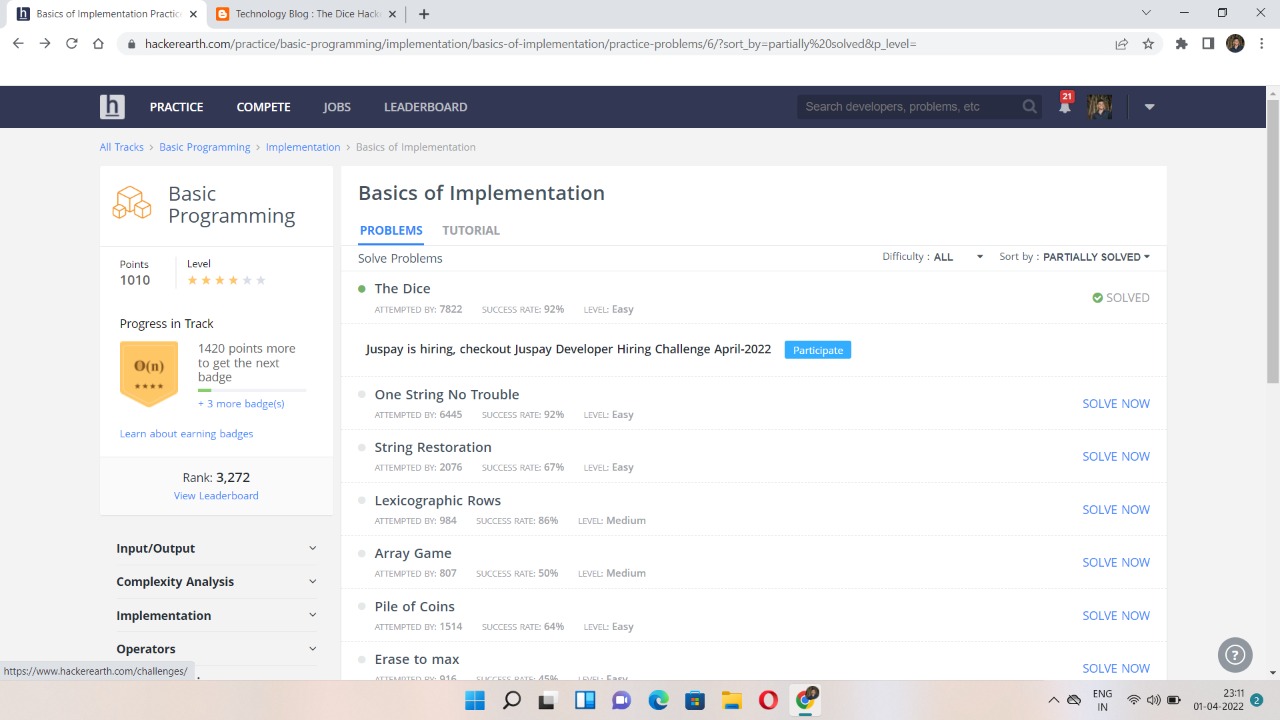 Basics of Implementation Practic
Technology Blog : The Dice Hack
hackerearth.com/practice/basic-programming/implementation/basics-of-implementation/practice-problems/6/?sort_by=partially%20solved&p_level=
h PRACTICE COMPETE JOBS LEADERBOARD Search developers, problems, etc 21
All Tracks > Basic Programming > Implementation > Basics of Implementation
Basic
Programming
Points
1010
Level
Progress in Track
O(n)
1420 points more
to get the next
badge
+ 3 more badge(s)
Learn about earning badges
Rank: 3,272
View Leaderboard
Input/Output
Complexity Analysis
Implementation
Operators
Basics of Implementation
PROBLEMS TUTORIAL
Solve Problems Difficulty : ALL Sort by : PARTIALLY SOLVED
The Dice SOLVED
ATTEMPTED BY: 7822 SUCCESS RATE: 92% LEVEL: Easy
Juspay is hiring, checkout Juspay Developer Hiring Challenge April-2022 Participate
One String No Trouble SOLVE NOW
ATTEMPTED BY: 6445 SUCCESS RATE: 92% LEVEL: Easy
String Restoration SOLVE NOW
ATTEMPTED BY: 2076 SUCCESS RATE: 67% LEVEL: Easy
Lexicographic Rows SOLVE NOW
ATTEMPTED BY: 984 SUCCESS RATE: 86% LEVEL: Medium
Array Game SOLVE NOW
ATTEMPTED BY: 807 SUCCESS RATE: 50% LEVEL: Medium
Pile of Coins SOLVE NOW
ATTEMPTED BY: 1514 SUCCESS RATE: 64% LEVEL: Easy
Erase to max SOLVE NOW
ATTEMPTED BY: 916 SUCCESS RATE: 45% LEVEL: Easy
https://www.hackerearth.com/challenges/
?
ENG
IN
23:11
01-04-2022
2